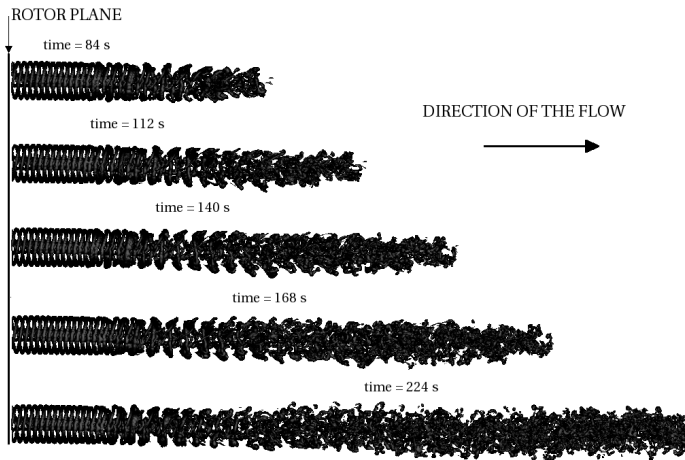 ROTOR PLANE
time = 84 s
time = 112 s
DIRECTION OF THE FLOW
time = 140 s
time = 168 s
time = 224 s